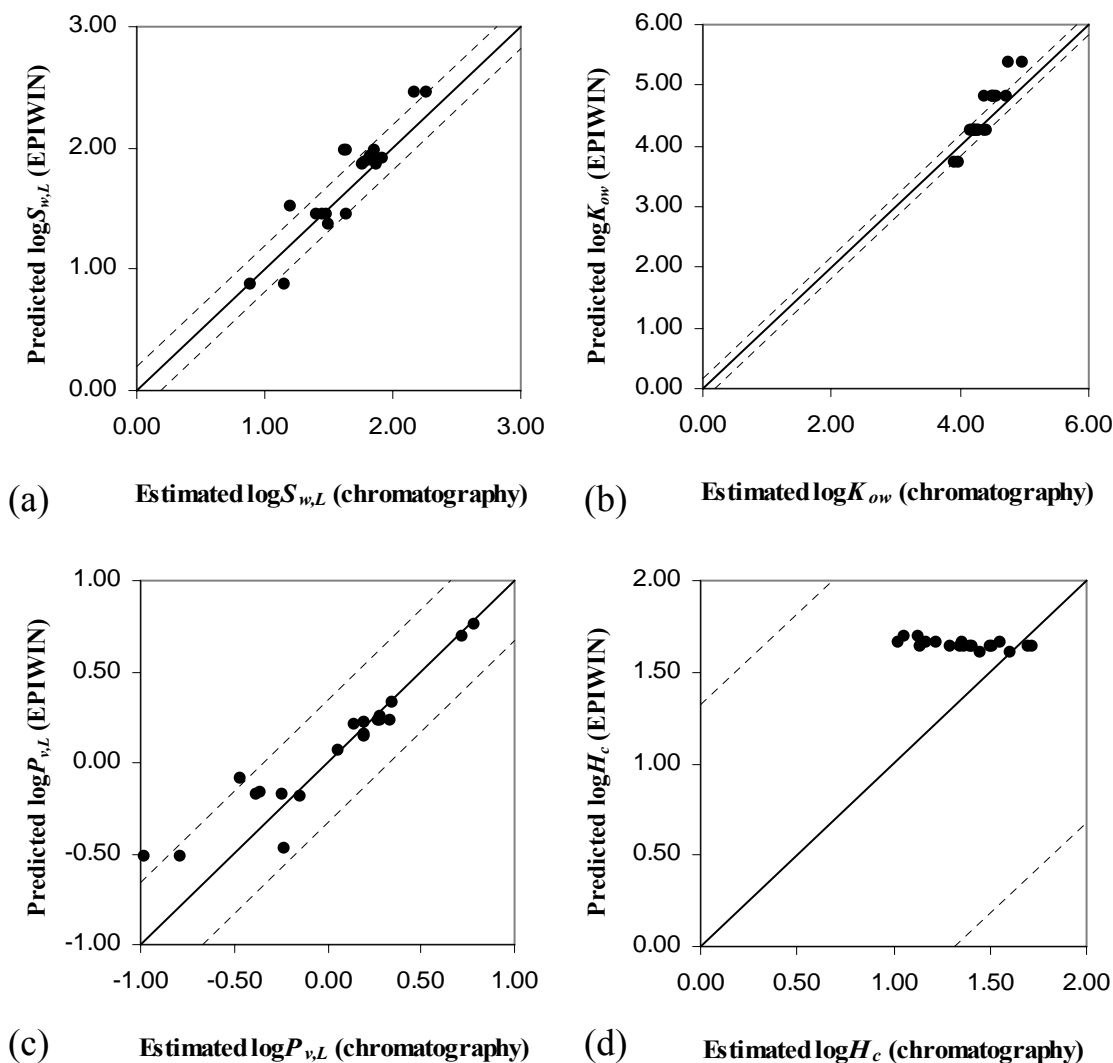 3.00
2.00
1.00
0.00
0.00 1.00 2.00 3.00
Predicted logS_w,L (EPIWIN)
(a) Estimated logS_w,L (chromatography)
6.00
5.00
4.00
3.00
2.00
1.00
0.00
0.00 2.00 4.00 6.00
Predicted logK_ow (EPIWIN)
(b) Estimated logK_ow (chromatography)
1.00
0.50
0.00
-0.50
-1.00
-1.00 -0.50 0.00 0.50 1.00
Predicted logP_v,L (EPIWIN)
(c) Estimated logP_v,L (chromatography)
2.00
1.50
1.00
0.50
0.00
0.00 0.50 1.00 1.50 2.00
Predicted logH_c (EPIWIN)
(d) Estimated logH_c (chromatography)